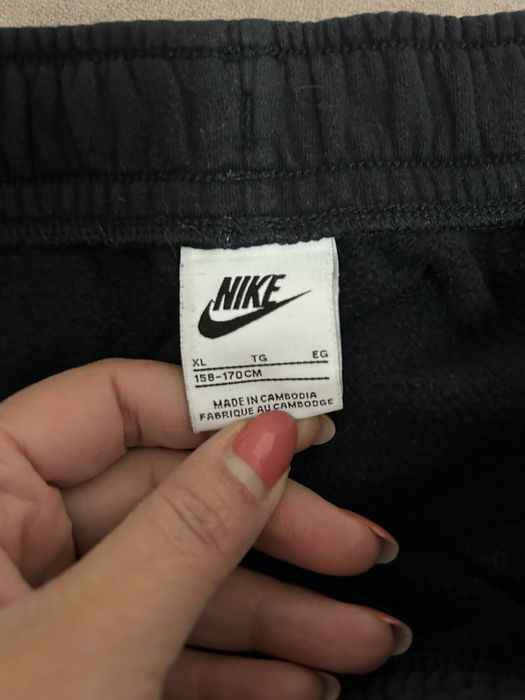 NIKE
XL TG EG
158-170CM
MADE IN CAMBODIA
FABRIQUE AU CAMBODGE